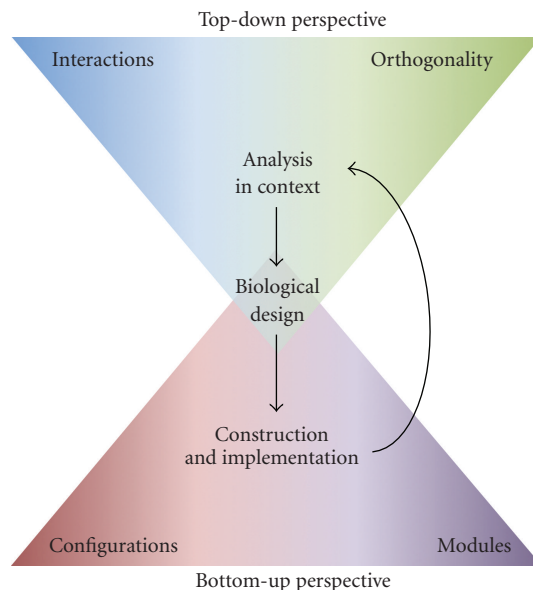 Top-down perspective
Interactions
Orthogonality
Analysis
in context
Biological
design
Construction
and implementation
Configurations
Modules
Bottom-up perspective